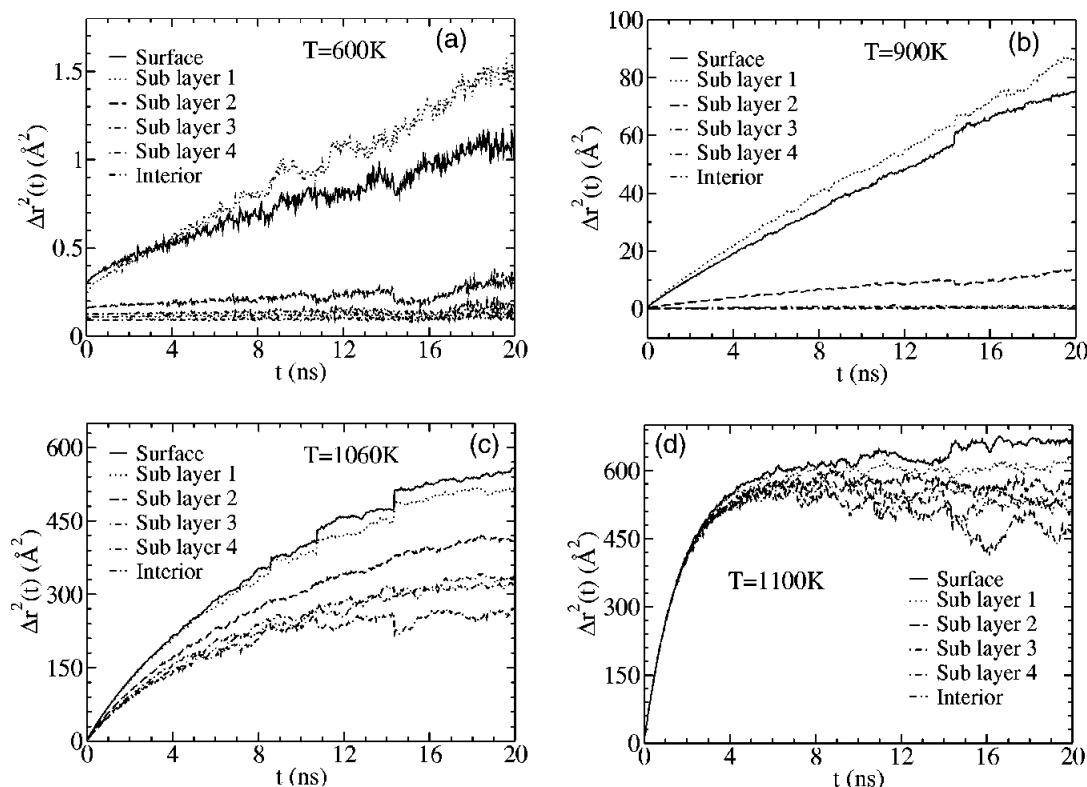 (a)
T=600K
Surface
Sub layer 1
Sub layer 2
Sub layer 3
Sub layer 4
Interior
Δr²(t) (Å²)
1.5
1
0.5
0
0 4 8 12 16 20
t (ns)
(b)
T=900K
Surface
Sub layer 1
Sub layer 2
Sub layer 3
Sub layer 4
Interior
Δr²(t) (Å²)
100
80
60
40
20
0
0 4 8 12 16 20
t (ns)
(c)
T=1060K
Surface
Sub layer 1
Sub layer 2
Sub layer 3
Sub layer 4
Interior
Δr²(t) (Å²)
600
450
300
150
0
0 4 8 12 16 20
t (ns)
(d)
T=1100K
Surface
Sub layer 1
Sub layer 2
Sub layer 3
Sub layer 4
Interior
Δr²(t) (Å²)
600
450
300
150
0
0 4 8 12 16 20
t (ns)